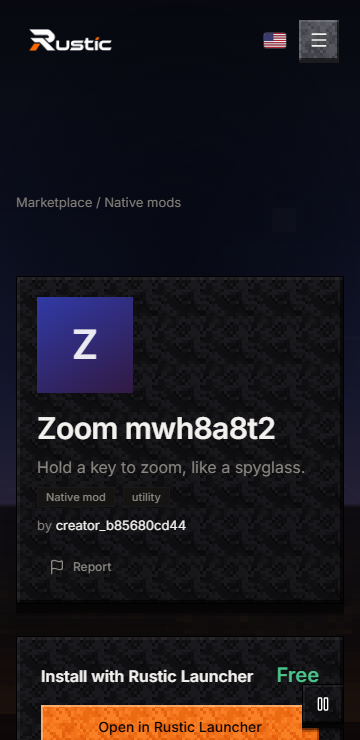 Rustic
Marketplace / Native mods
Z
Zoom mwh8a8t2
Hold a key to zoom, like a spyglass.
Native mod utility
by creator_b85680cd44
Report
Install with Rustic Launcher Free
Open in Rustic Launcher